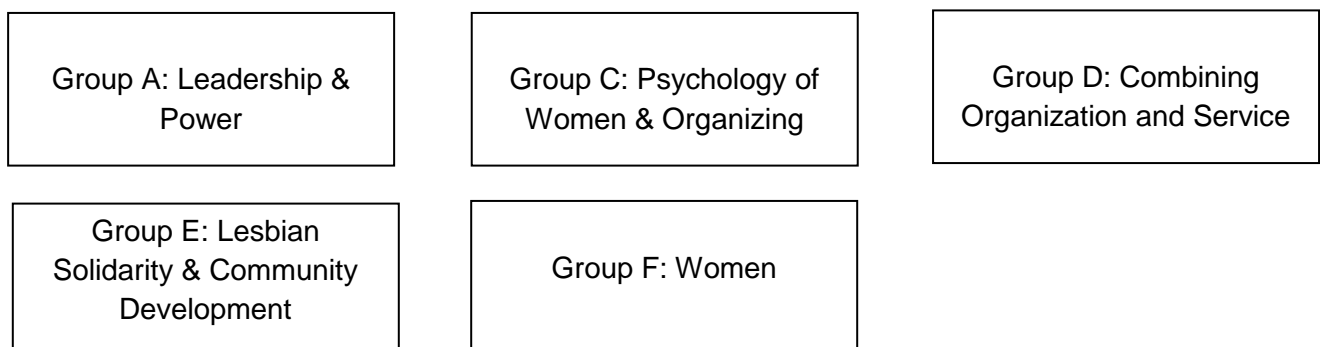 Group A: Leadership &
Power
Group C: Psychology of
Women & Organizing
Group D: Combining
Organization and Service
Group E: Lesbian
Solidarity & Community
Development
Group F: Women